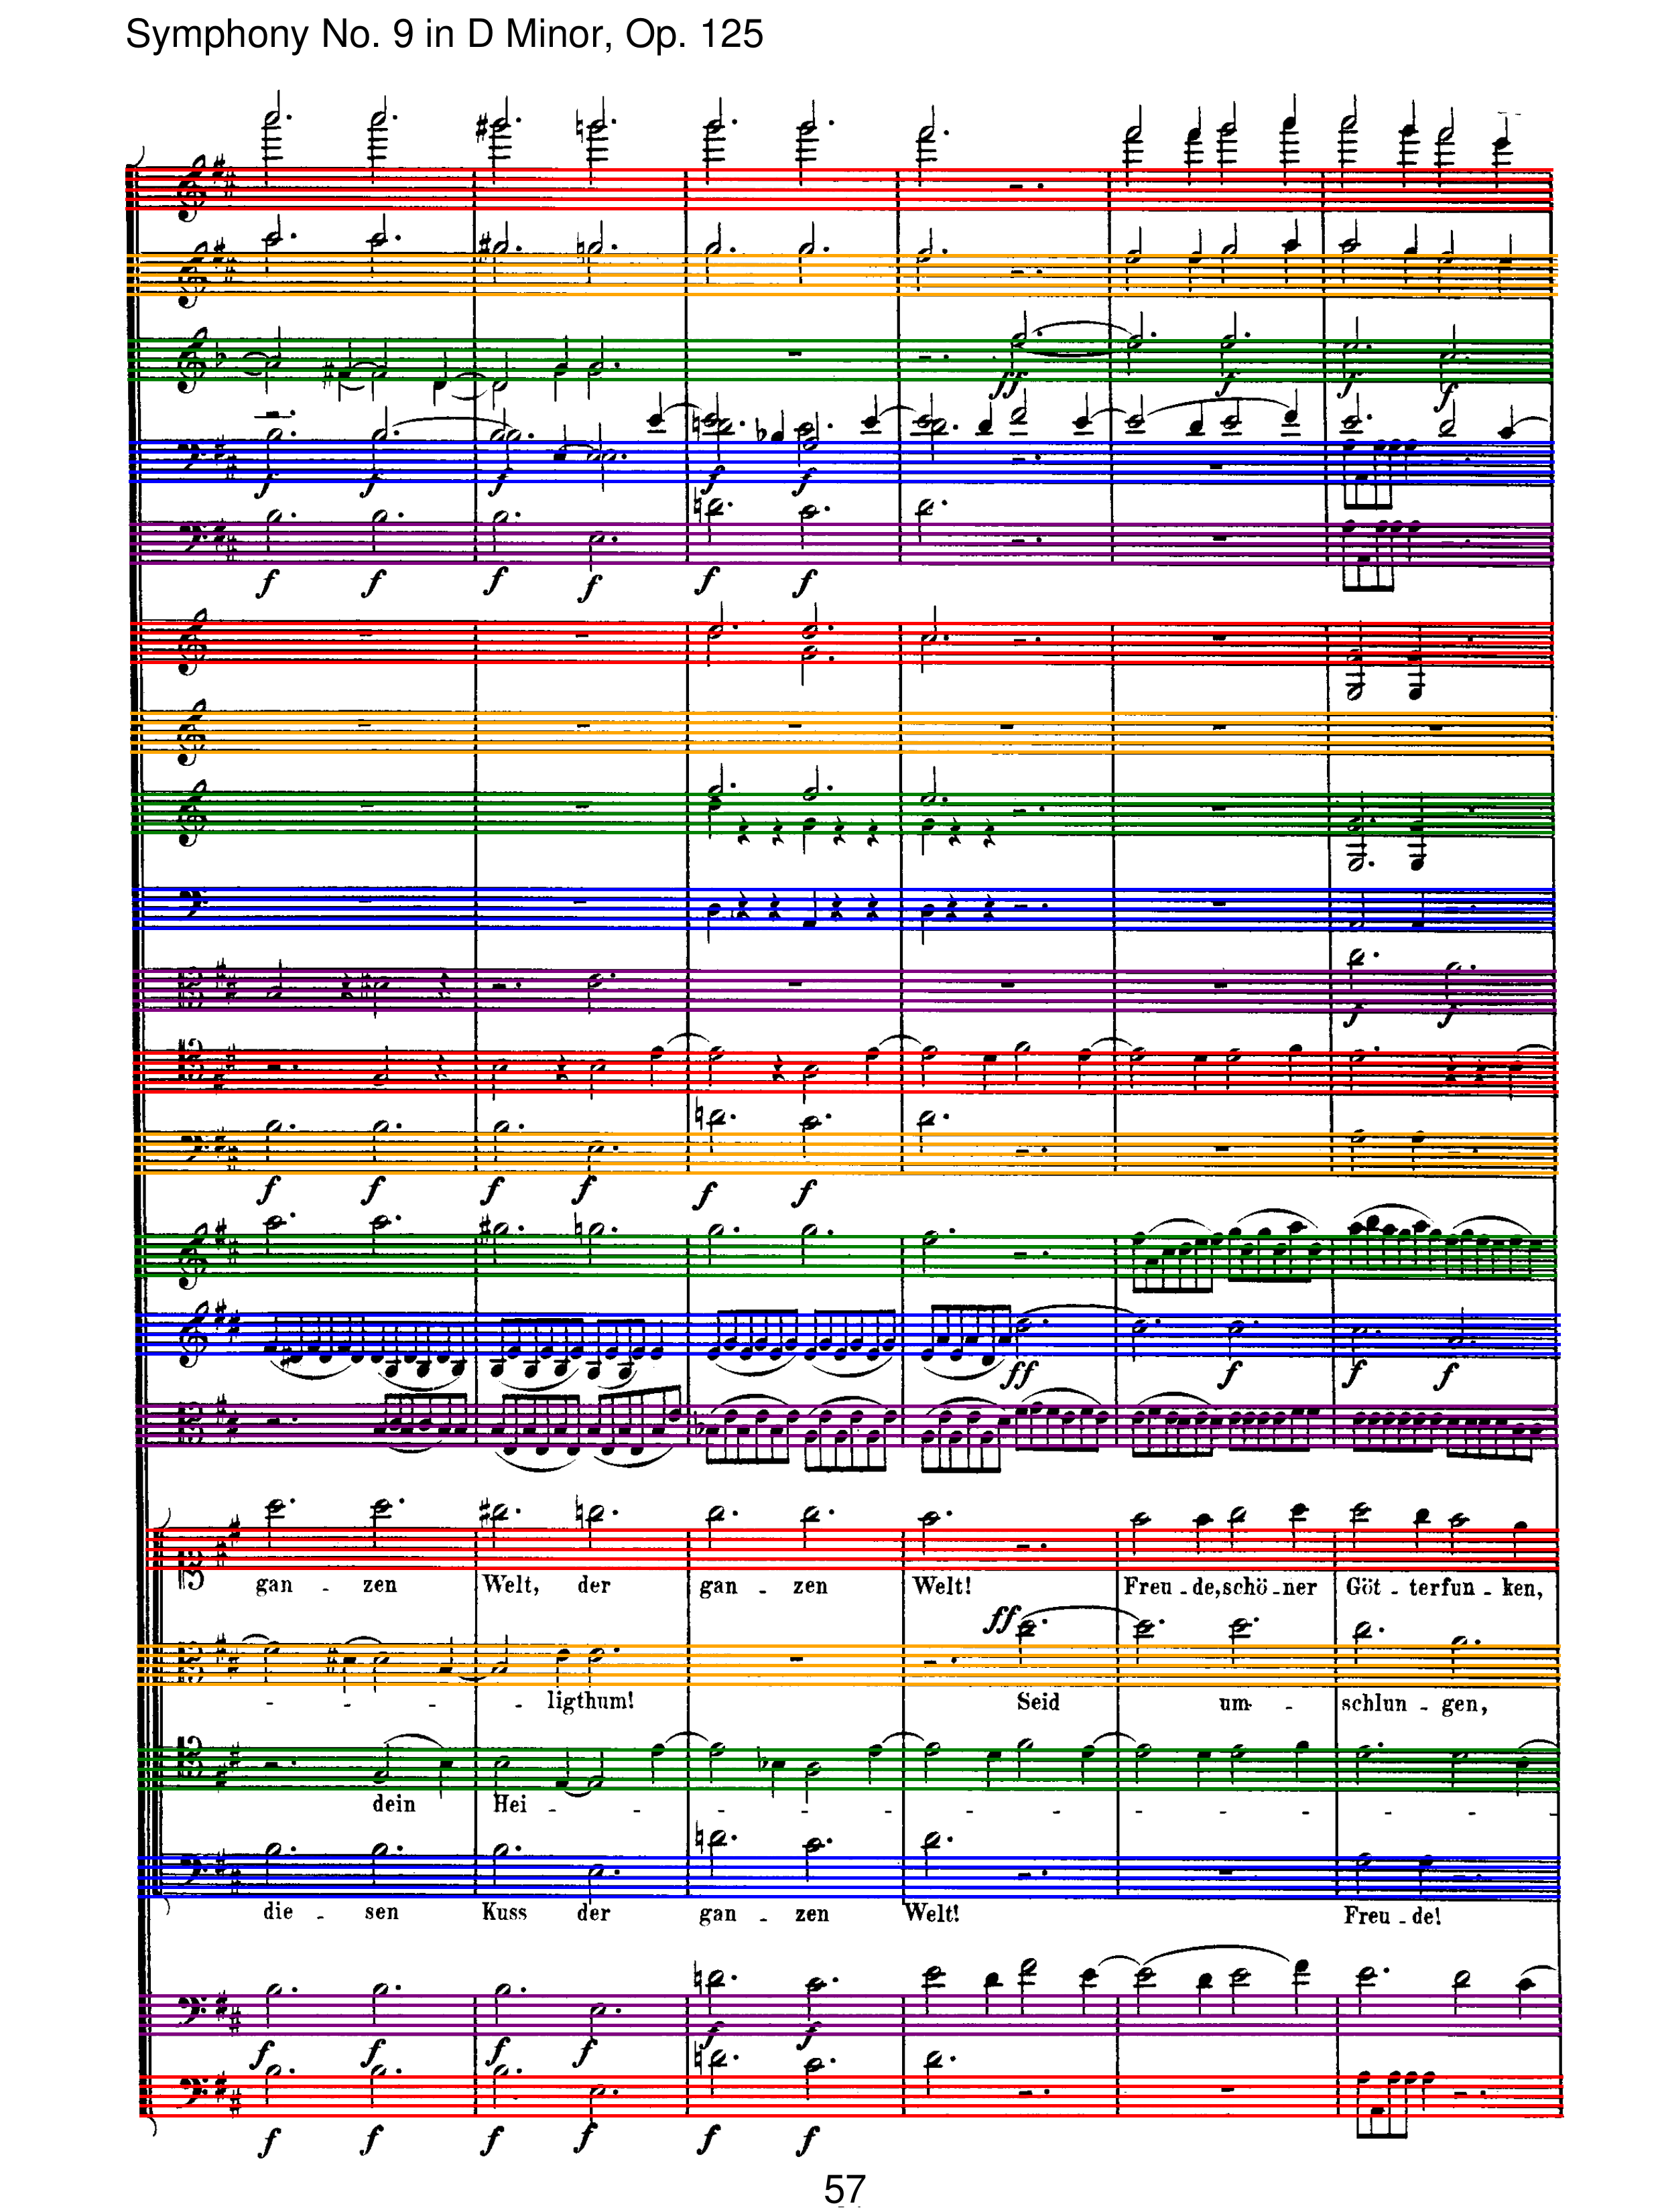 Symphony No. 9 in D Minor, Op. 125
ff
f f
f
f f f f f
f f f f f f
f f
f f f f f f
ff f f f
gan - zen Welt, der gan - zen Welt! Freu - de, schö - ner Göt - terfun - ken,
ff
- - - - ligthum! Seid um - schlun - gen,
dein Hei - - - - - - - - - - - - -
die - sen Kuss der gan - zen Welt! Freu - de!
f f f f f f
f f f f f f
57